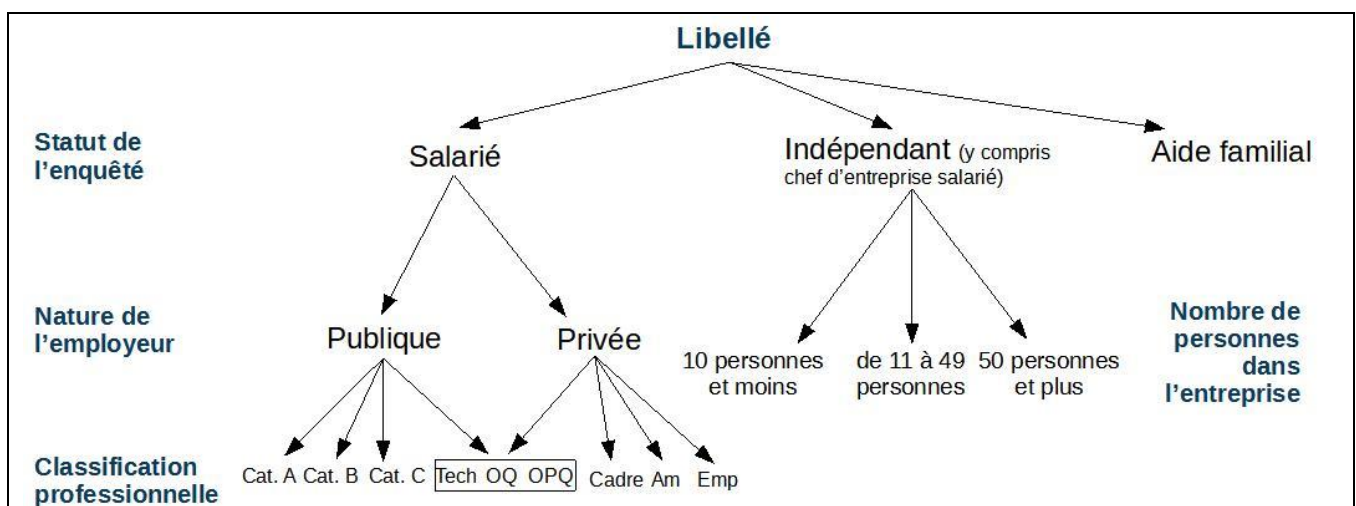 Libellé
Statut de
l'enquêté
Salarié
Indépendant (y compris
chef d'entreprise salarié)
Aide familial
Nature de
l'employeur
Publique
Privée
10 personnes
et moins
de 11 à 49
personnes
50 personnes
et plus
Nombre de
personnes
dans
l'entreprise
Classification
professionnelle
Cat. A Cat. B Cat. C Tech OQ OPQ Cadre Am Emp